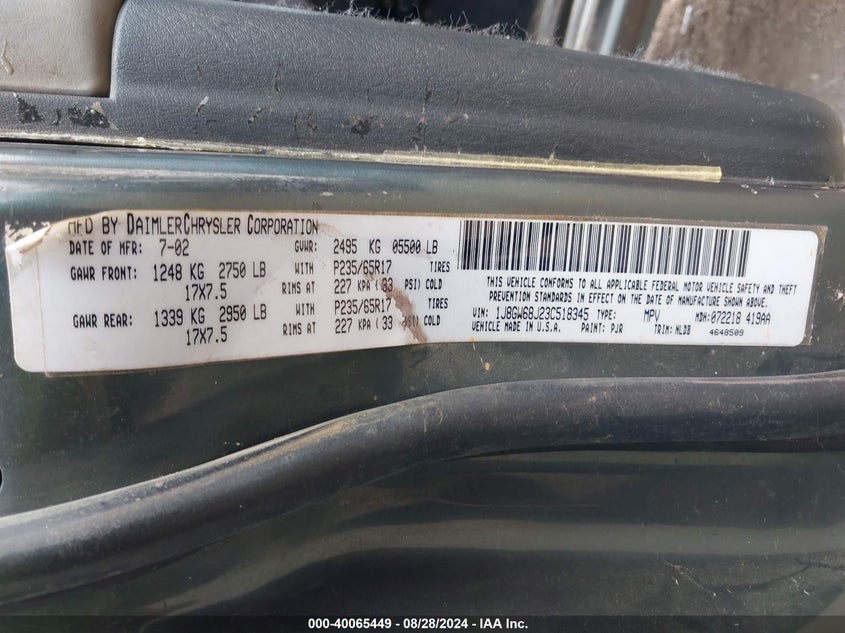 MFD BY DAIMLERCHRYSLER CORPORATION
DATE OF MFR: 7-02 GVWR: 2495 KG 05500 LB
GAWR FRONT: 1248 KG 2750 LB WITH P235/65R17 TIRES
17X7.5 RIMS AT 227 KPA ( 33 PSI) COLD
GAWR REAR: 1339 KG 2950 LB WITH P235/65R17 TIRES
17X7.5 RIMS AT 227 KPA ( 33 PSI) COLD
THIS VEHICLE CONFORMS TO ALL APPLICABLE FEDERAL MOTOR VEHICLE SAFETY AND THEFT
PREVENTION STANDARDS IN EFFECT ON THE DATE OF MANUFACTURE SHOWN ABOVE.
VIN: 1J8GW68J23C518345 TYPE: MPV MDH: 072218 419AA
VEHICLE MADE IN U.S.A. PAINT: PJR TRIM: MLDB 4648509
000-40065449 | 08/28/2024 - IAA Inc.